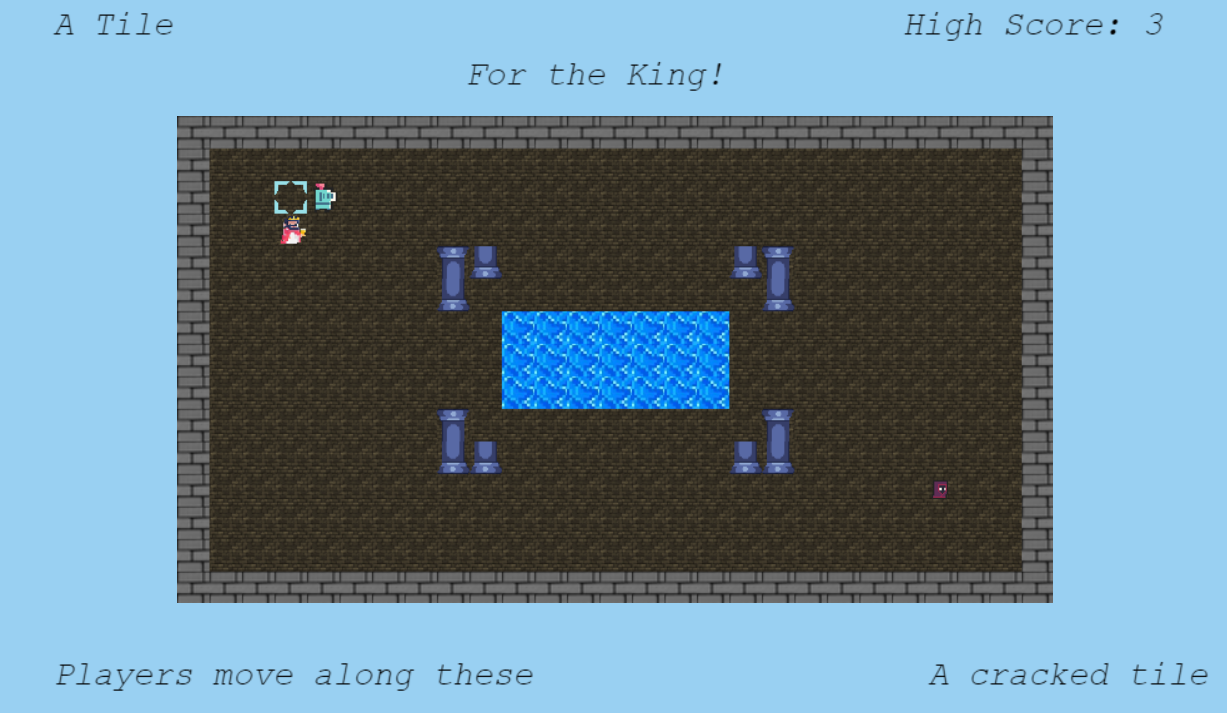 A Tile
High Score: 3
For the King!
Players move along these
A cracked tile